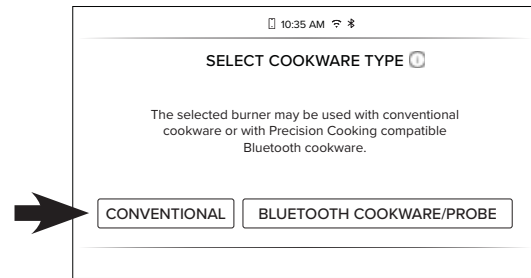 10:35 AM
SELECT COOKWARE TYPE
The selected burner may be used with conventional
cookware or with Precision Cooking compatible
Bluetooth cookware.
CONVENTIONAL
BLUETOOTH COOKWARE/PROBE